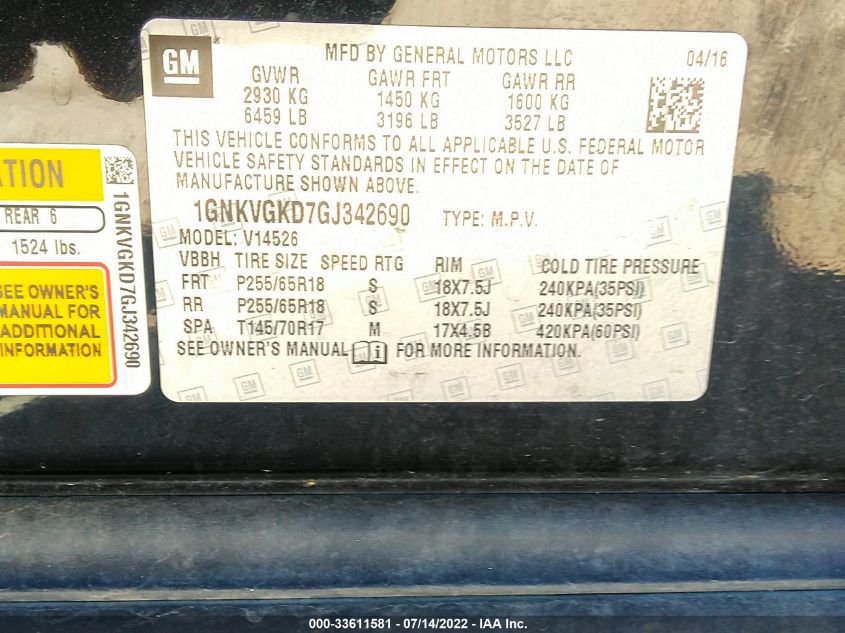 GM
MFD BY GENERAL MOTORS LLC 04/16
GVWR GAWR FRT GAWR RR
2930 KG 1450 KG 1600 KG
6459 LB 3196 LB 3527 LB
THIS VEHICLE CONFORMS TO ALL APPLICABLE U.S. FEDERAL MOTOR
VEHICLE SAFETY STANDARDS IN EFFECT ON THE DATE OF
MANUFACTURE SHOWN ABOVE.
1GNKVGKD7GJ342690 TYPE: M.P.V.
MODEL: V14526
VBBH TIRE SIZE SPEED RTG RIM COLD TIRE PRESSURE
FRT P255/65R18 S 18X7.5J 240KPA(35PSI)
RR P255/65R18 S 18X7.5J 240KPA(35PSI)
SPA T145/70R17 M 17X4.5B 420KPA(60PSI)
SEE OWNER'S MANUAL FOR MORE INFORMATION.
ATION
REAR 6
1524 lbs.
SEE OWNER'S
MANUAL FOR
ADDITIONAL
INFORMATION
1GNKVGKD7GJ342690
000-33611581 - 07/14/2022 - IAA Inc.